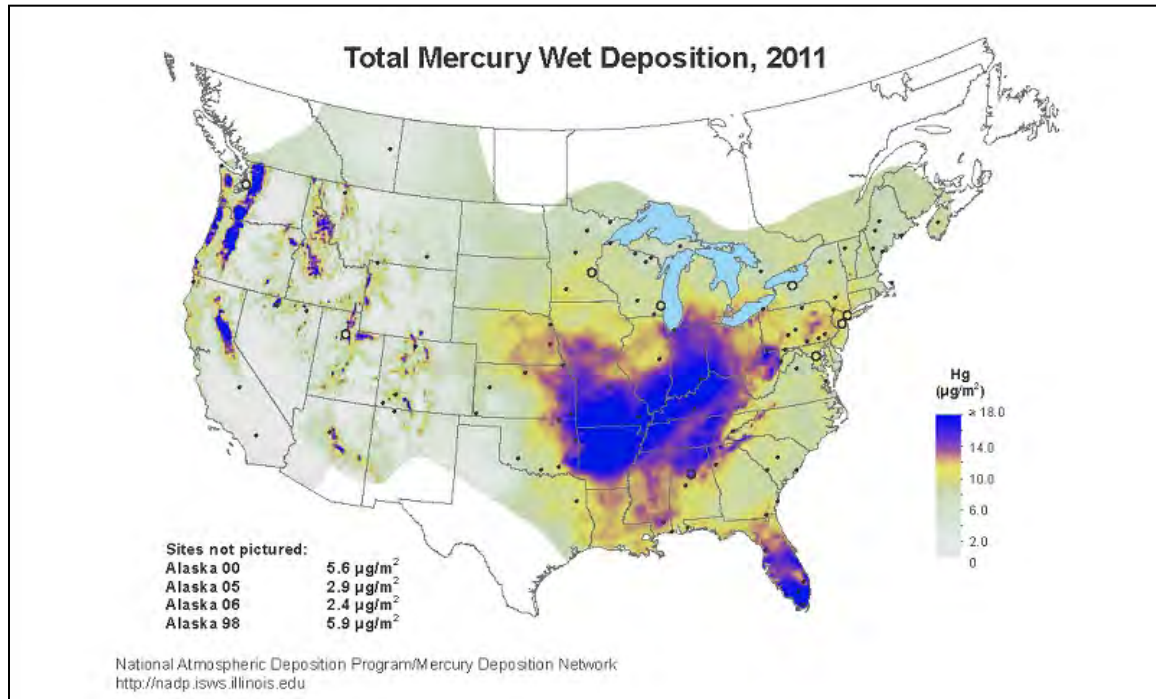 Total Mercury Wet Deposition, 2011
Hg
(µg/m²)
≥ 18.0
14.0
10.0
6.0
2.0
0
Sites not pictured:
Alaska 00 5.6 µg/m²
Alaska 05 2.9 µg/m²
Alaska 06 2.4 µg/m²
Alaska 98 5.9 µg/m²
National Atmospheric Deposition Program/Mercury Deposition Network
http://nadp.isws.illinois.edu